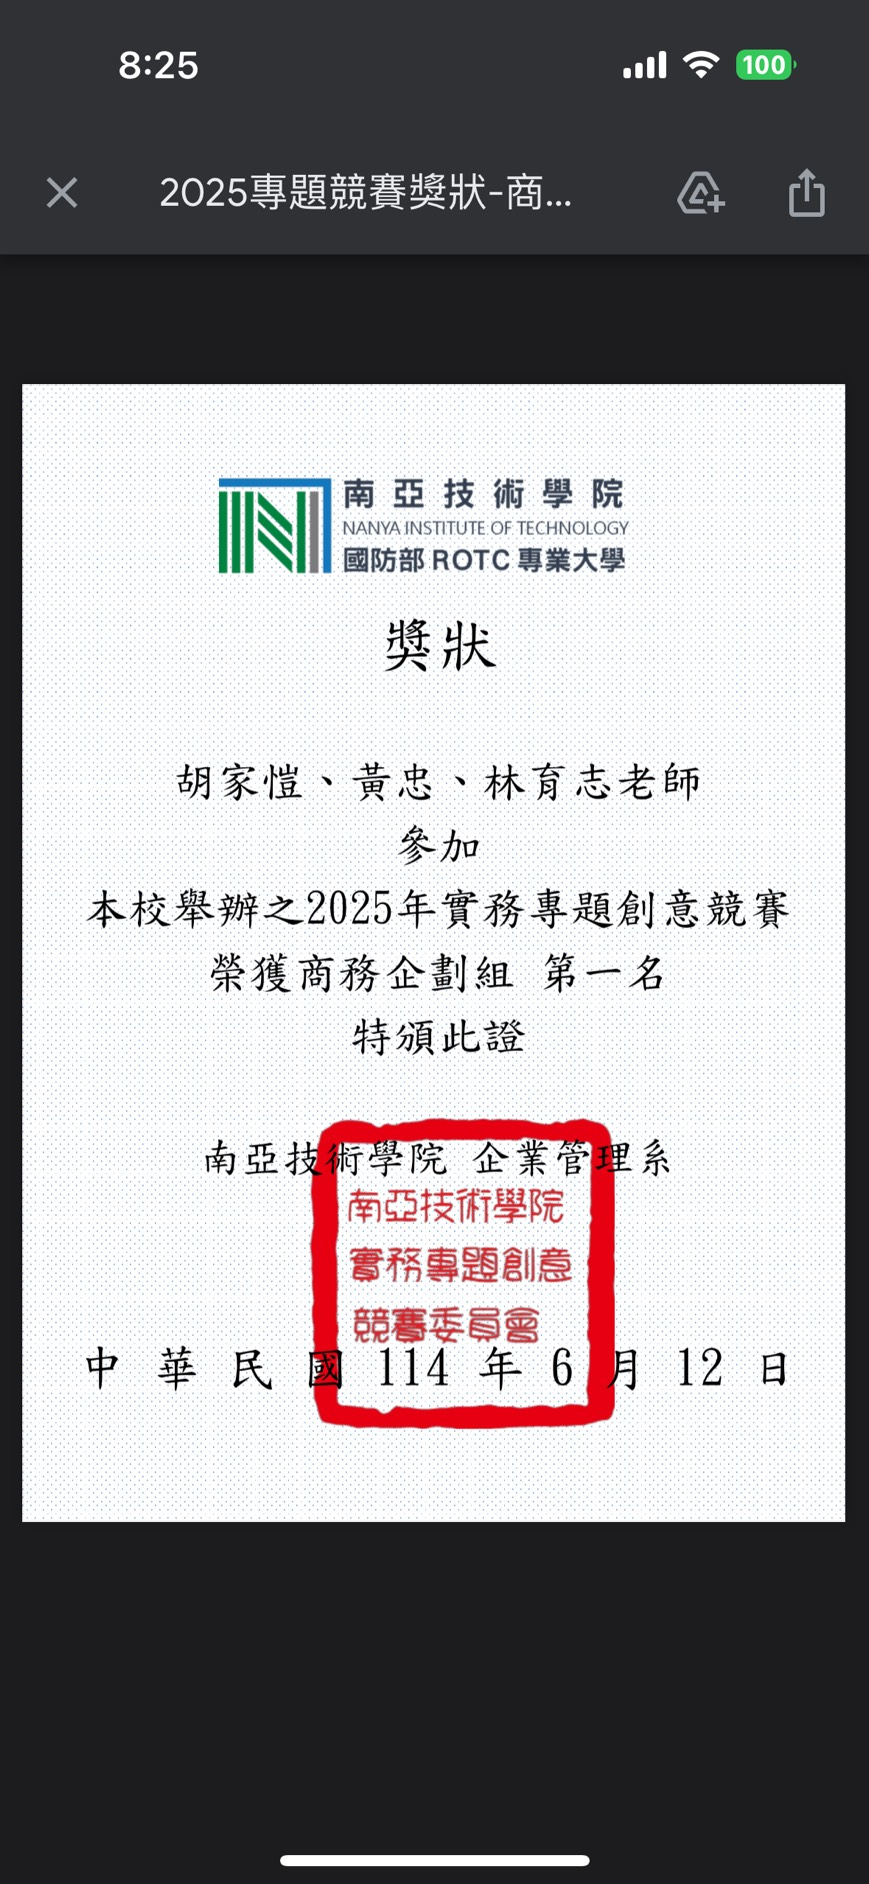 8:25
100
2025專題競賽獎狀-商...
南亞技術學院
NANYA INSTITUTE OF TECHNOLOGY
國防部 ROTC 專業大學
獎狀
胡家愷、黃忠、林育志老師
參加
本校舉辦之2025年實務專題創意競賽
榮獲商務企劃組 第一名
特頒此證
南亞技術學院 企業管理系
南亞技術學院
實務專題創意
競賽委員會
中華民國 114 年 6 月 12 日